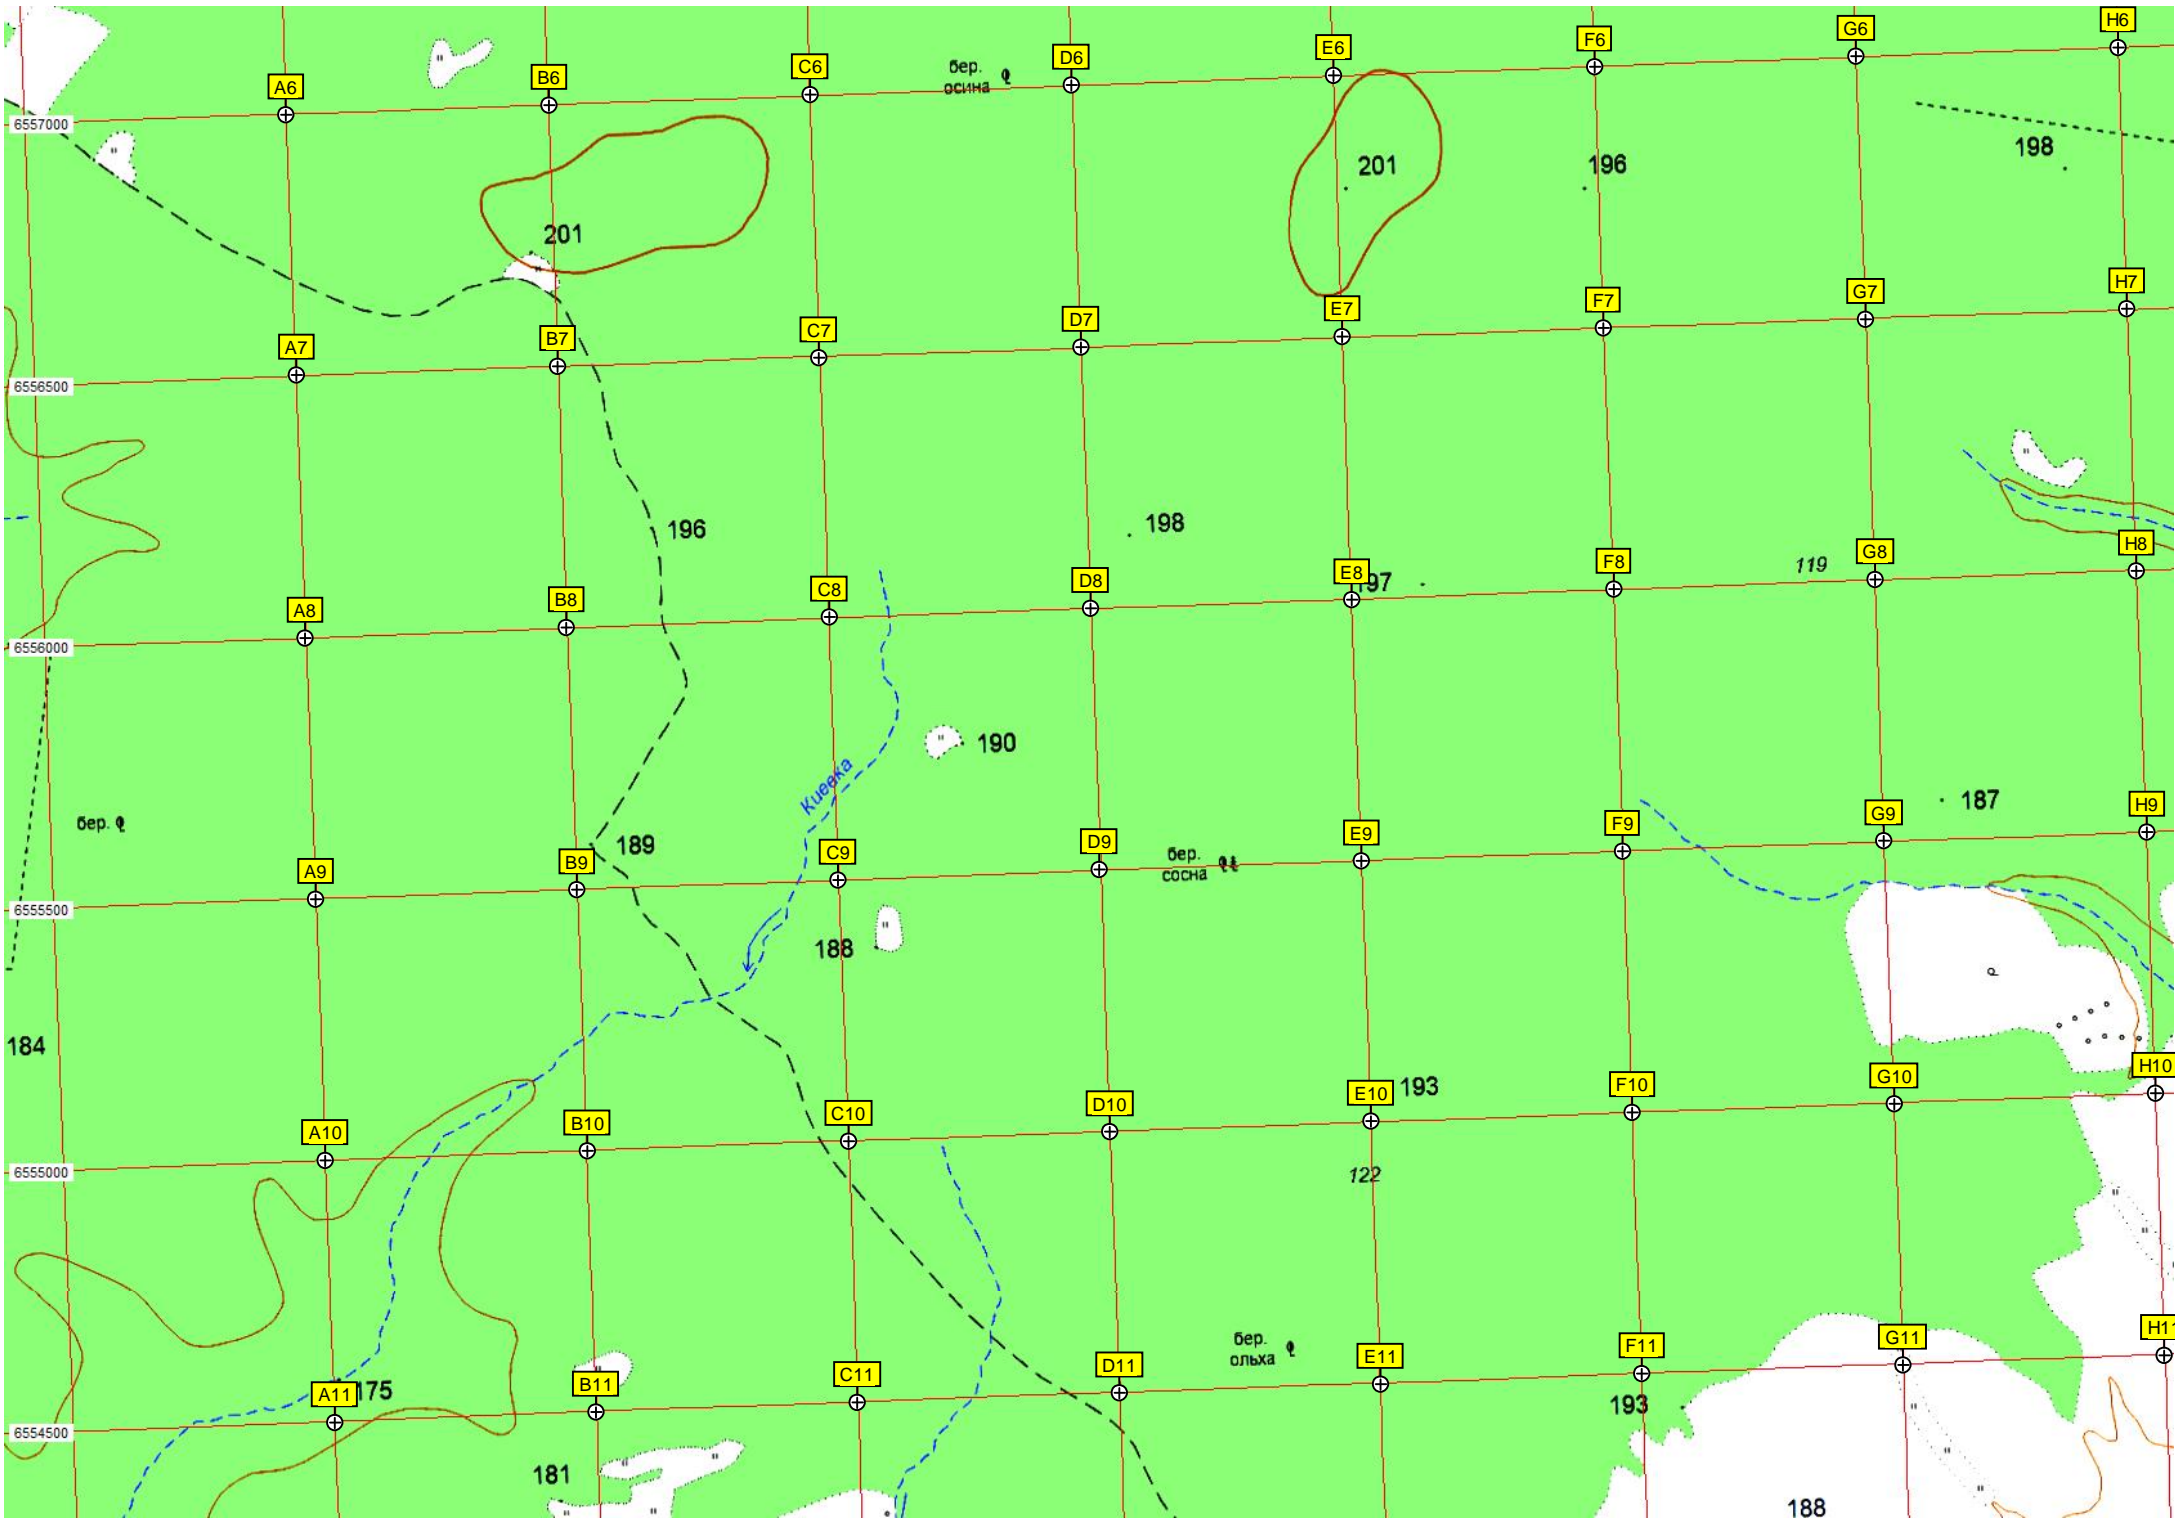 H6
G6
F6
E6
D6
C6
бер.
осина
B6
A6
6557000
198
201
196
201
H7
G7
F7
E7
D7
C7
B7
A7
6556500
198
196
H8
G8
119
F8
E8
97
D8
C8
B8
A8
6556000
190
Киевка
187
H9
G9
F9
E9
D9
бер.
сосна
C9
189
B9
A9
бер.
6555500
188
184
H10
G10
F10
E10
193
D10
C10
B10
A10
6555000
122
H11
G11
F11
E11
бер.
ольха
D11
C11
B11
A11
175
193
6554500
181
188